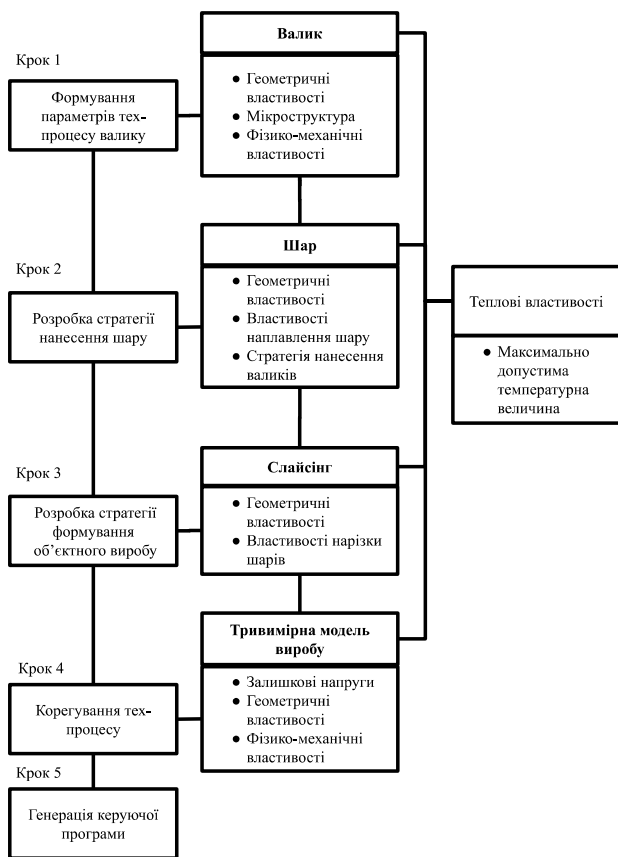 Крок 1
Формування
параметрів тех-
процесу валику
Валик
● Геометричні
властивості
● Мікроструктура
● Фізико-механічні
властивості
Крок 2
Розробка стратегії
нанесення шару
Шар
● Геометричні
властивості
● Властивості
наплавлення шару
● Стратегія нанесення
валиків
Теплові властивості
● Максимально
допустима
температурна
величина
Крок 3
Розробка стратегії
формування
об’єктного виробу
Слайсінг
● Геометричні
властивості
● Властивості нарізки
шарів
Крок 4
Корегування тех-
процесу
Тривимірна модель
виробу
● Залишкові напруги
● Геометричні
властивості
● Фізико-механічні
властивості
Крок 5
Генерація керуючої
програми